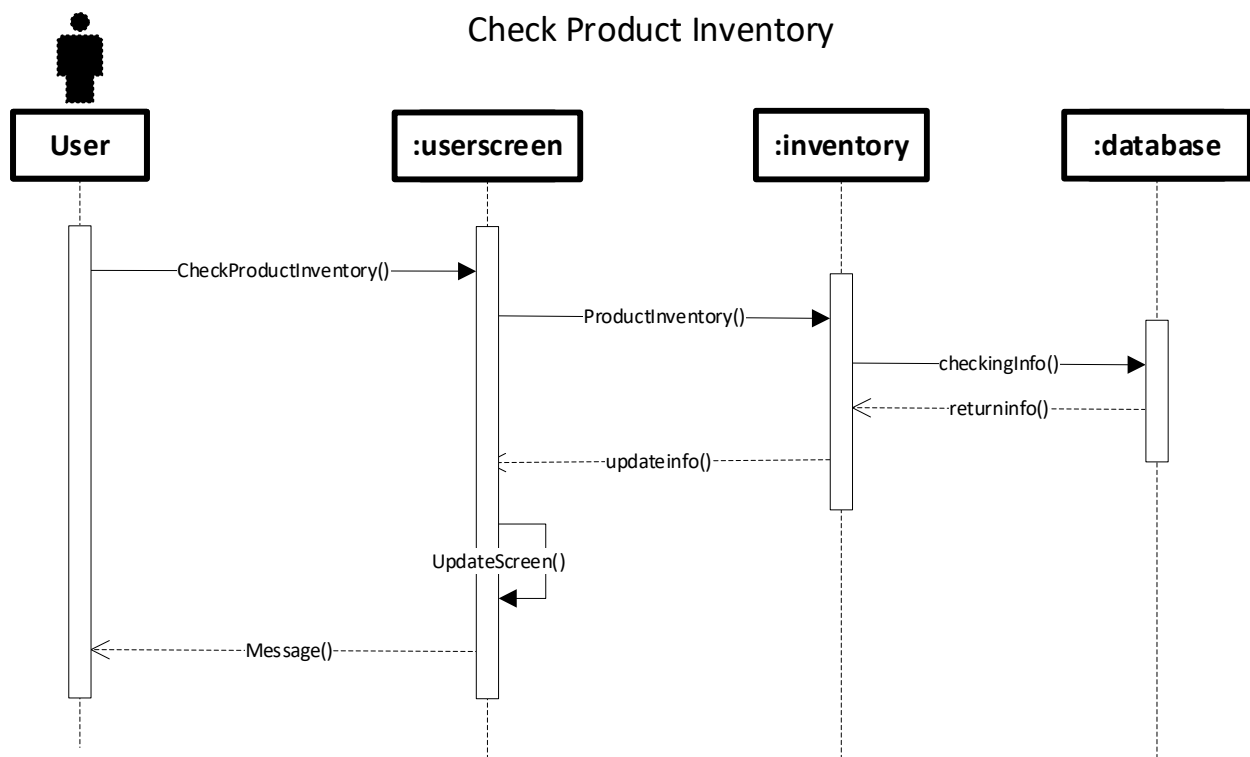 Check Product Inventory
User
:userscreen
:inventory
:database
CheckProductInventory()
ProductInventory()
checkingInfo()
returninfo()
updateinfo()
UpdateScreen()
Message()